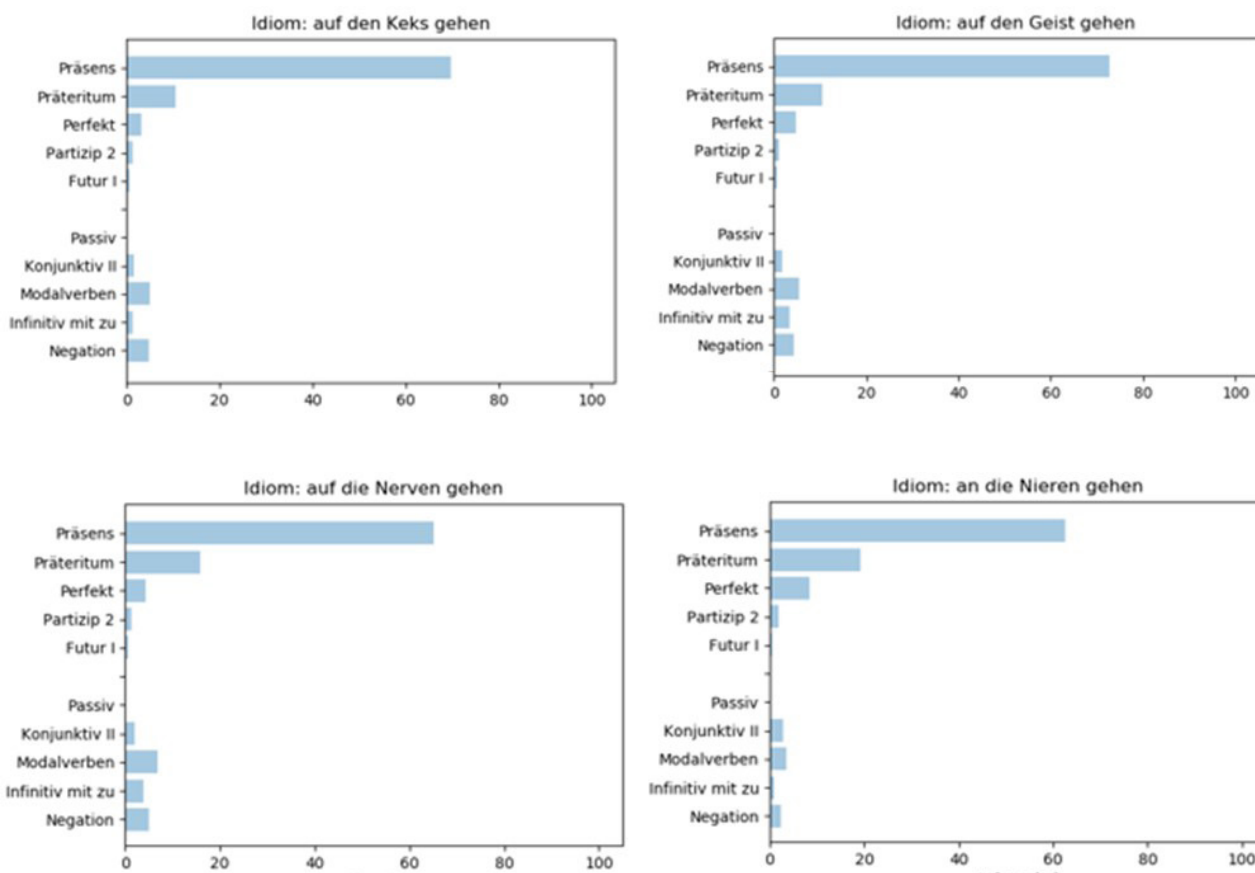 Idiom: auf den Keks gehen
Präsens
Präteritum
Perfekt
Partizip 2
Futur I
Passiv
Konjunktiv II
Modalverben
Infinitiv mit zu
Negation
0 20 40 60 80 100
Idiom: auf den Geist gehen
Präsens
Präteritum
Perfekt
Partizip 2
Futur I
Passiv
Konjunktiv II
Modalverben
Infinitiv mit zu
Negation
0 20 40 60 80 100
Idiom: auf die Nerven gehen
Präsens
Präteritum
Perfekt
Partizip 2
Futur I
Passiv
Konjunktiv II
Modalverben
Infinitiv mit zu
Negation
0 20 40 60 80 100
Idiom: an die Nieren gehen
Präsens
Präteritum
Perfekt
Partizip 2
Futur I
Passiv
Konjunktiv II
Modalverben
Infinitiv mit zu
Negation
0 20 40 60 80 100